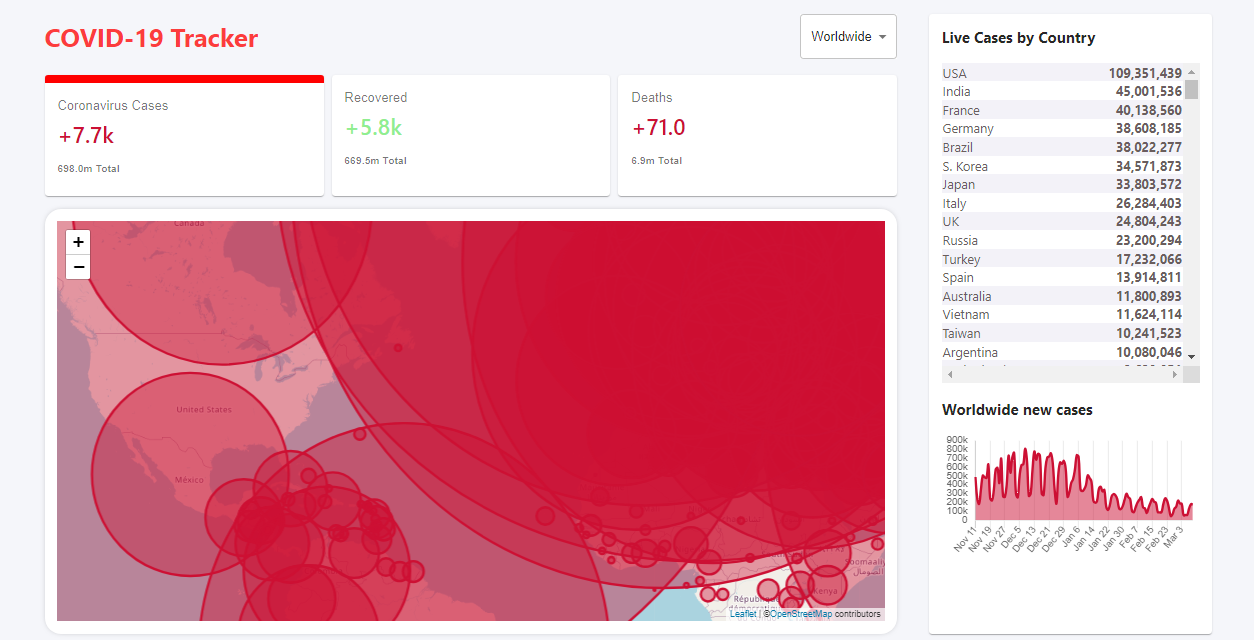 COVID-19 Tracker
Worldwide
Coronavirus Cases
+7.7k
698.0m Total
Recovered
+5.8k
669.5m Total
Deaths
+71.0
6.9m Total
Canada
+
−
United States
México
Soomaaliya
الصومال
Kenya
République
démocratique
Leaflet | © OpenStreetMap contributors
Live Cases by Country
USA 109,351,439
India 45,001,536
France 40,138,560
Germany 38,608,185
Brazil 38,022,277
S. Korea 34,571,873
Japan 33,803,572
Italy 26,284,403
UK 24,804,243
Russia 23,200,294
Turkey 17,232,066
Spain 13,914,811
Australia 11,800,893
Vietnam 11,624,114
Taiwan 10,241,523
Argentina 10,080,046
Worldwide new cases
900k
800k
700k
600k
500k
400k
300k
200k
100k
0
Nov 11
Nov 19
Nov 27
Dec 5
Dec 13
Dec 21
Dec 29
Jan 6
Jan 14
Jan 22
Jan 30
Feb 7
Feb 15
Feb 23
Mar 3